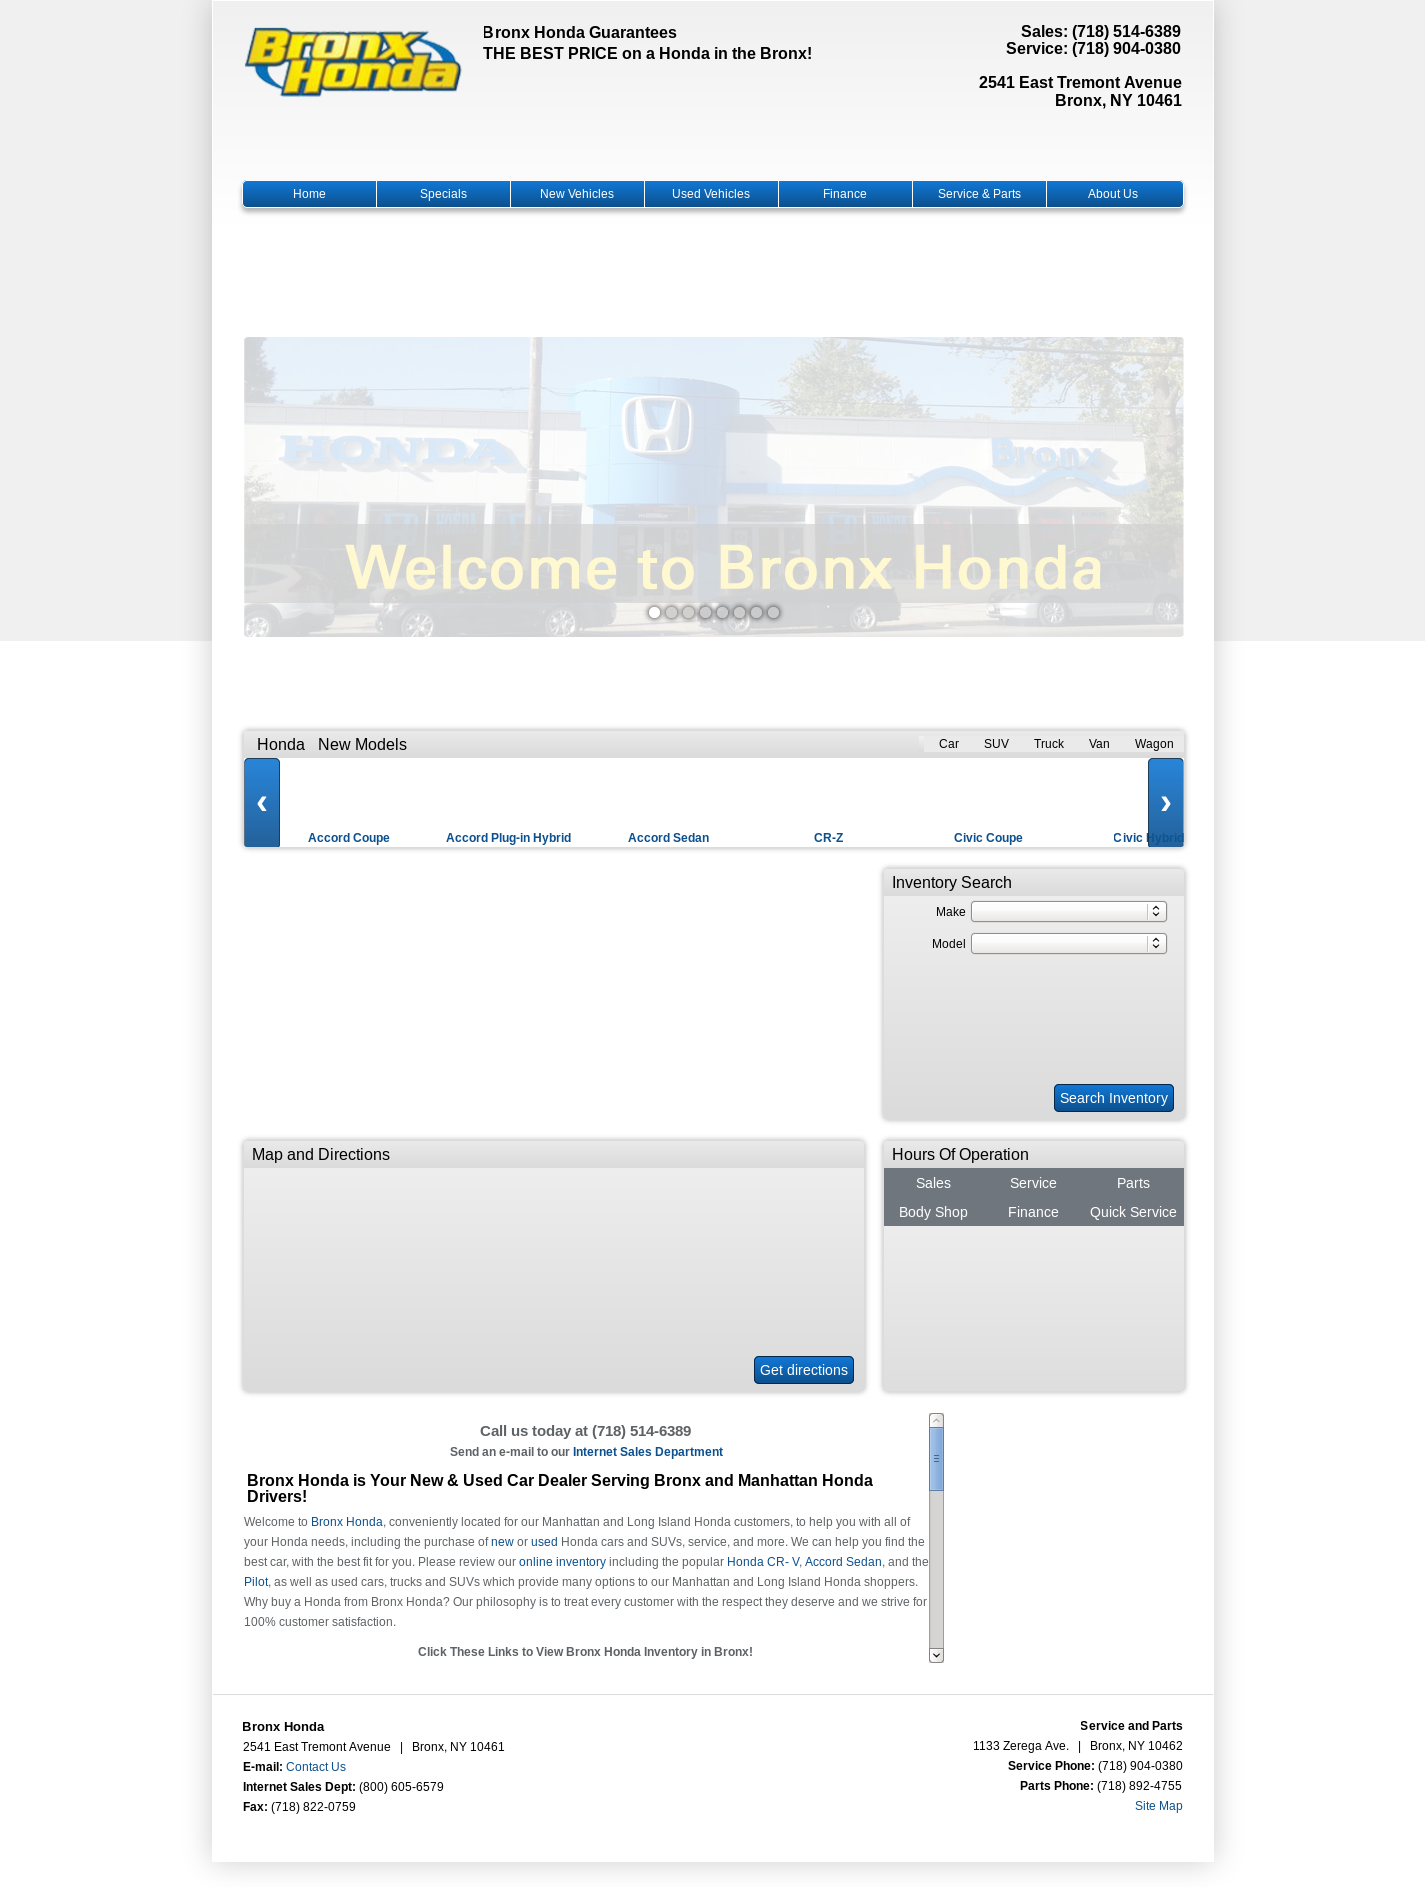 Bronx Honda
Bronx Honda Guarantees
THE BEST PRICE on a Honda in the Bronx!
Sales: (718) 514-6389
Service: (718) 904-0380
2541 East Tremont Avenue
Bronx, NY 10461
Home Specials New Vehicles Used Vehicles Finance Service & Parts About Us
HONDA Bronx
Welcome to Bronx Honda
Honda New Models Car SUV Truck Van Wagon
‹ ›
Accord Coupe Accord Plug-in Hybrid Accord Sedan CR-Z Civic Coupe Civic Hybrid
Inventory Search
Make
Model
Search Inventory
Map and Directions
Get directions
Hours Of Operation
Sales Service Parts
Body Shop Finance Quick Service
Call us today at (718) 514-6389
Send an e-mail to our Internet Sales Department
Bronx Honda is Your New & Used Car Dealer Serving Bronx and Manhattan Honda
Drivers!
Welcome to Bronx Honda, conveniently located for our Manhattan and Long Island Honda customers, to help you with all of
your Honda needs, including the purchase of new or used Honda cars and SUVs, service, and more. We can help you find the
best car, with the best fit for you. Please review our online inventory including the popular Honda CR- V, Accord Sedan, and the
Pilot, as well as used cars, trucks and SUVs which provide many options to our Manhattan and Long Island Honda shoppers.
Why buy a Honda from Bronx Honda? Our philosophy is to treat every customer with the respect they deserve and we strive for
100% customer satisfaction.
Click These Links to View Bronx Honda Inventory in Bronx!
Bronx Honda
2541 East Tremont Avenue | Bronx, NY 10461
E-mail: Contact Us
Internet Sales Dept: (800) 605-6579
Fax: (718) 822-0759
Service and Parts
1133 Zerega Ave. | Bronx, NY 10462
Service Phone: (718) 904-0380
Parts Phone: (718) 892-4755
Site Map